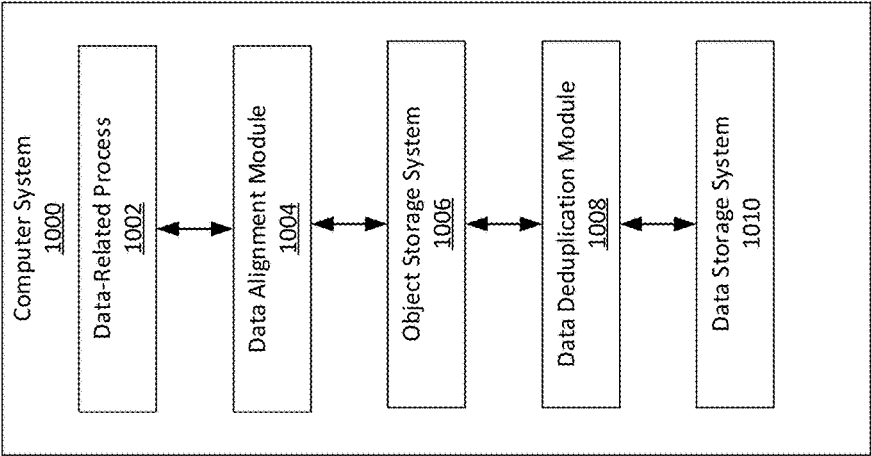 Computer System
1000
Data-Related Process
1002
Data Alignment Module
1004
Object Storage System
1006
Data Deduplication Module
1008
Data Storage System
1010